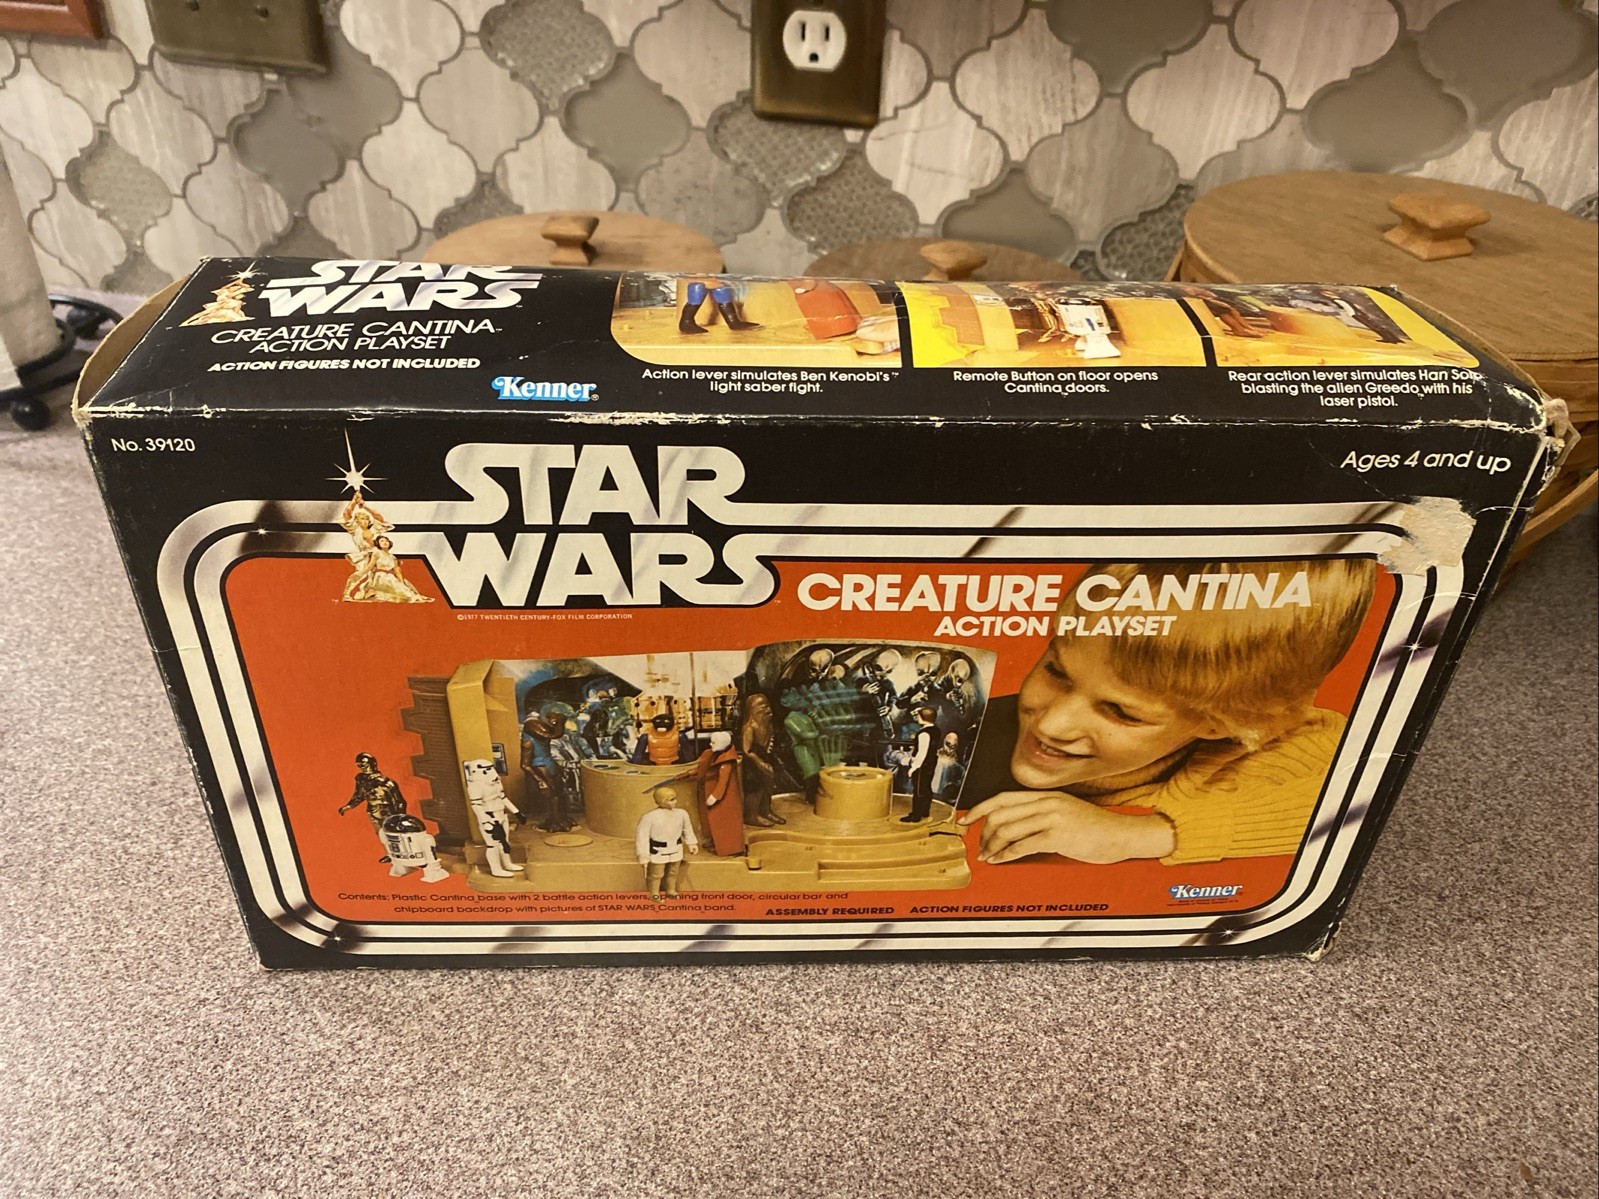 STAR
WARS
CREATURE CANTINA™
ACTION PLAYSET
ACTION FIGURES NOT INCLUDED
Kenner®
Action lever simulates Ben Kenobi's™
light saber fight.
Remote Button on floor opens
Cantina doors.
Rear action lever simulates Han Solo
blasting the alien Greedo with his
laser pistol.
No. 39120
Ages 4 and up
STAR
WARS
©1977 TWENTIETH CENTURY-FOX FILM CORPORATION
CREATURE CANTINA
ACTION PLAYSET
Contents: Plastic Cantina base with 2 battle action levers, opening front door, circular bar and
chipboard backdrop with pictures of STAR WARS Cantina band.
ASSEMBLY REQUIRED ACTION FIGURES NOT INCLUDED
Kenner